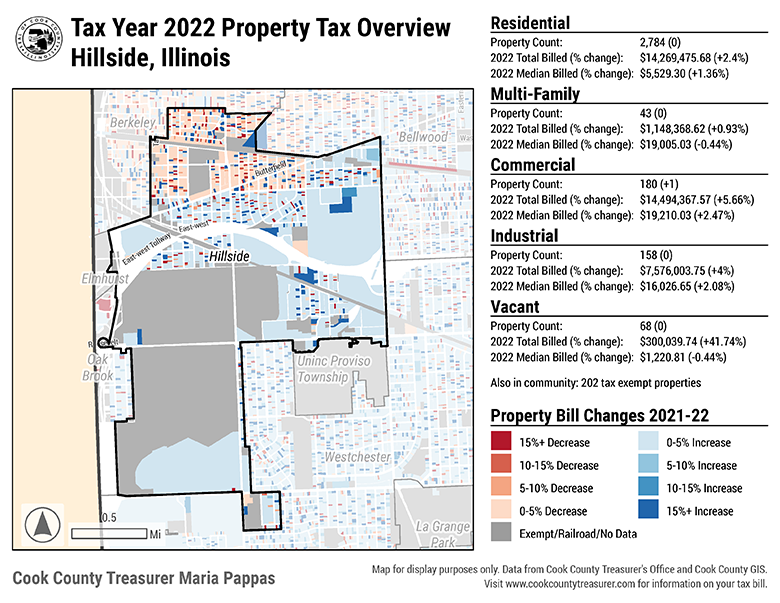 Tax Year 2022 Property Tax Overview
Hillside, Illinois
Berkeley
Bellwood
Butterfield
East-west Tollway
East-west
Hillside
Elmhurst
Oak
Brook
Uninc Proviso
Township
Westchester
La Grange
Park
0.5
Mi
Residential
Property Count: 2,784 (0)
2022 Total Billed (% change): $14,269,475.68 (+2.4%)
2022 Median Billed (% change): $5,529.30 (+1.36%)
Multi-Family
Property Count: 43 (0)
2022 Total Billed (% change): $1,148,368.62 (+0.93%)
2022 Median Billed (% change): $19,005.03 (-0.44%)
Commercial
Property Count: 180 (+1)
2022 Total Billed (% change): $14,494,367.57 (+5.66%)
2022 Median Billed (% change): $19,210.03 (+2.47%)
Industrial
Property Count: 158 (0)
2022 Total Billed (% change): $7,576,003.75 (+4%)
2022 Median Billed (% change): $16,026.65 (+2.08%)
Vacant
Property Count: 68 (0)
2022 Total Billed (% change): $300,039.74 (+41.74%)
2022 Median Billed (% change): $1,220.81 (-0.44%)
Also in community: 202 tax exempt properties
Property Bill Changes 2021-22
15%+ Decrease
0-5% Increase
10-15% Decrease
5-10% Increase
5-10% Decrease
10-15% Increase
0-5% Decrease
15%+ Increase
Exempt/Railroad/No Data
Cook County Treasurer Maria Pappas
Map for display purposes only. Data from Cook County Treasurer's Office and Cook County GIS.
Visit www.cookcountytreasurer.com for information on your tax bill.